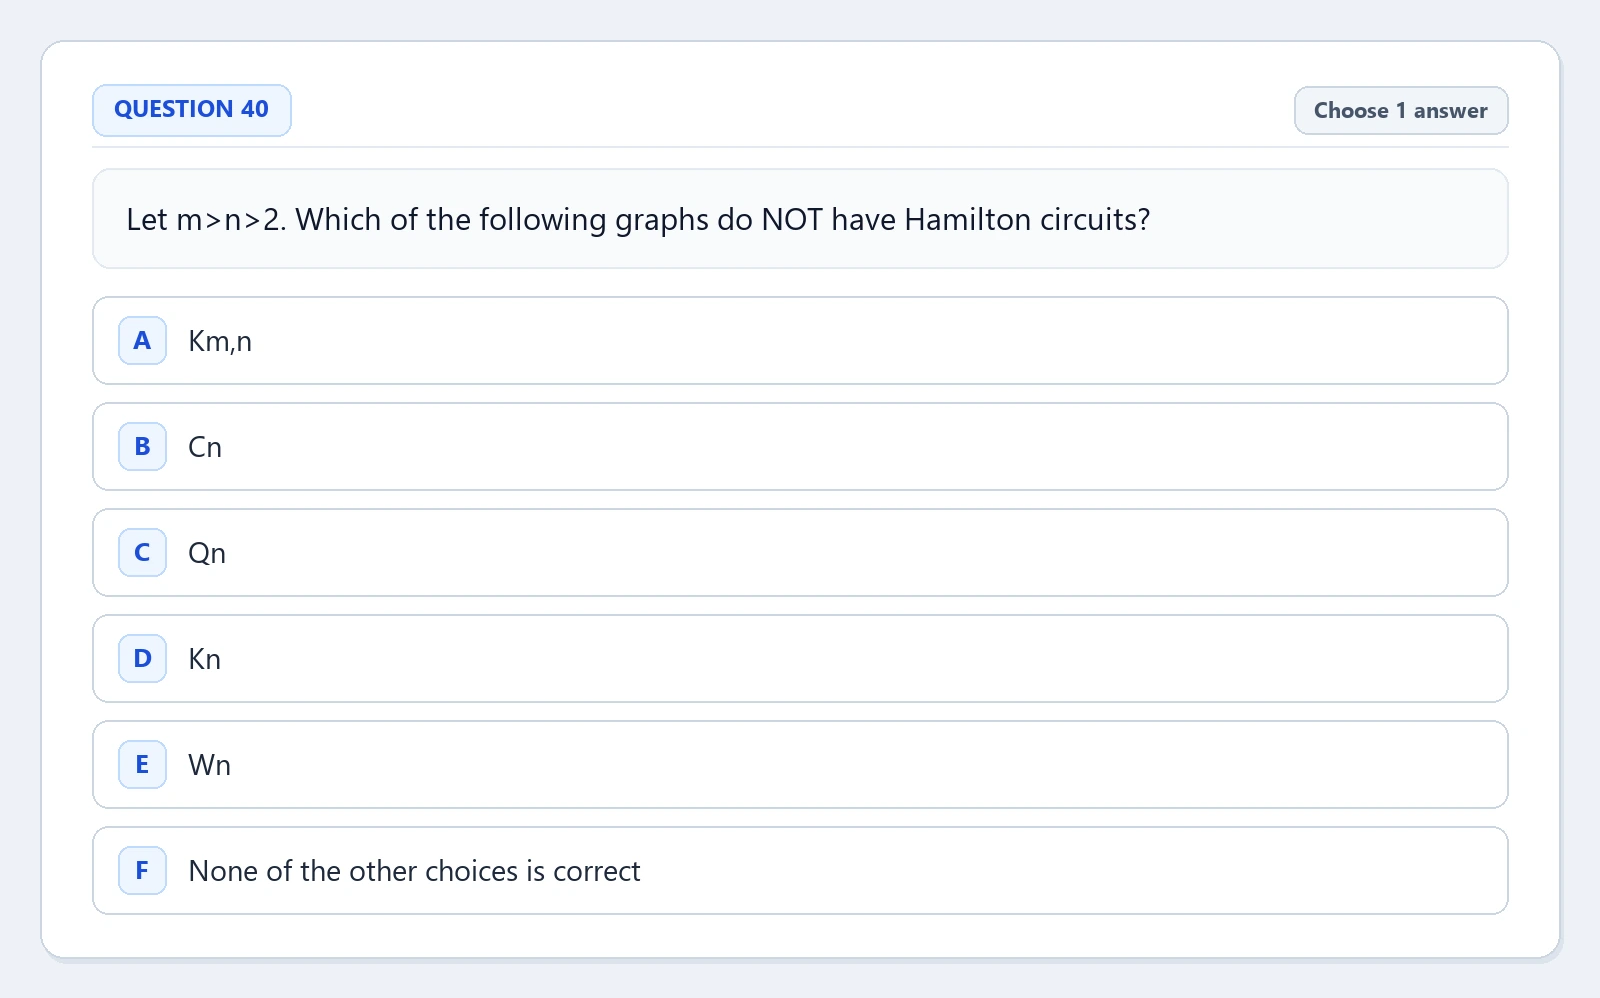 QUESTION 40
Choose 1 answer
Let m>n>2. Which of the following graphs do NOT have Hamilton circuits?
A Km,n
B Cn
C Qn
D Kn
E Wn
F None of the other choices is correct